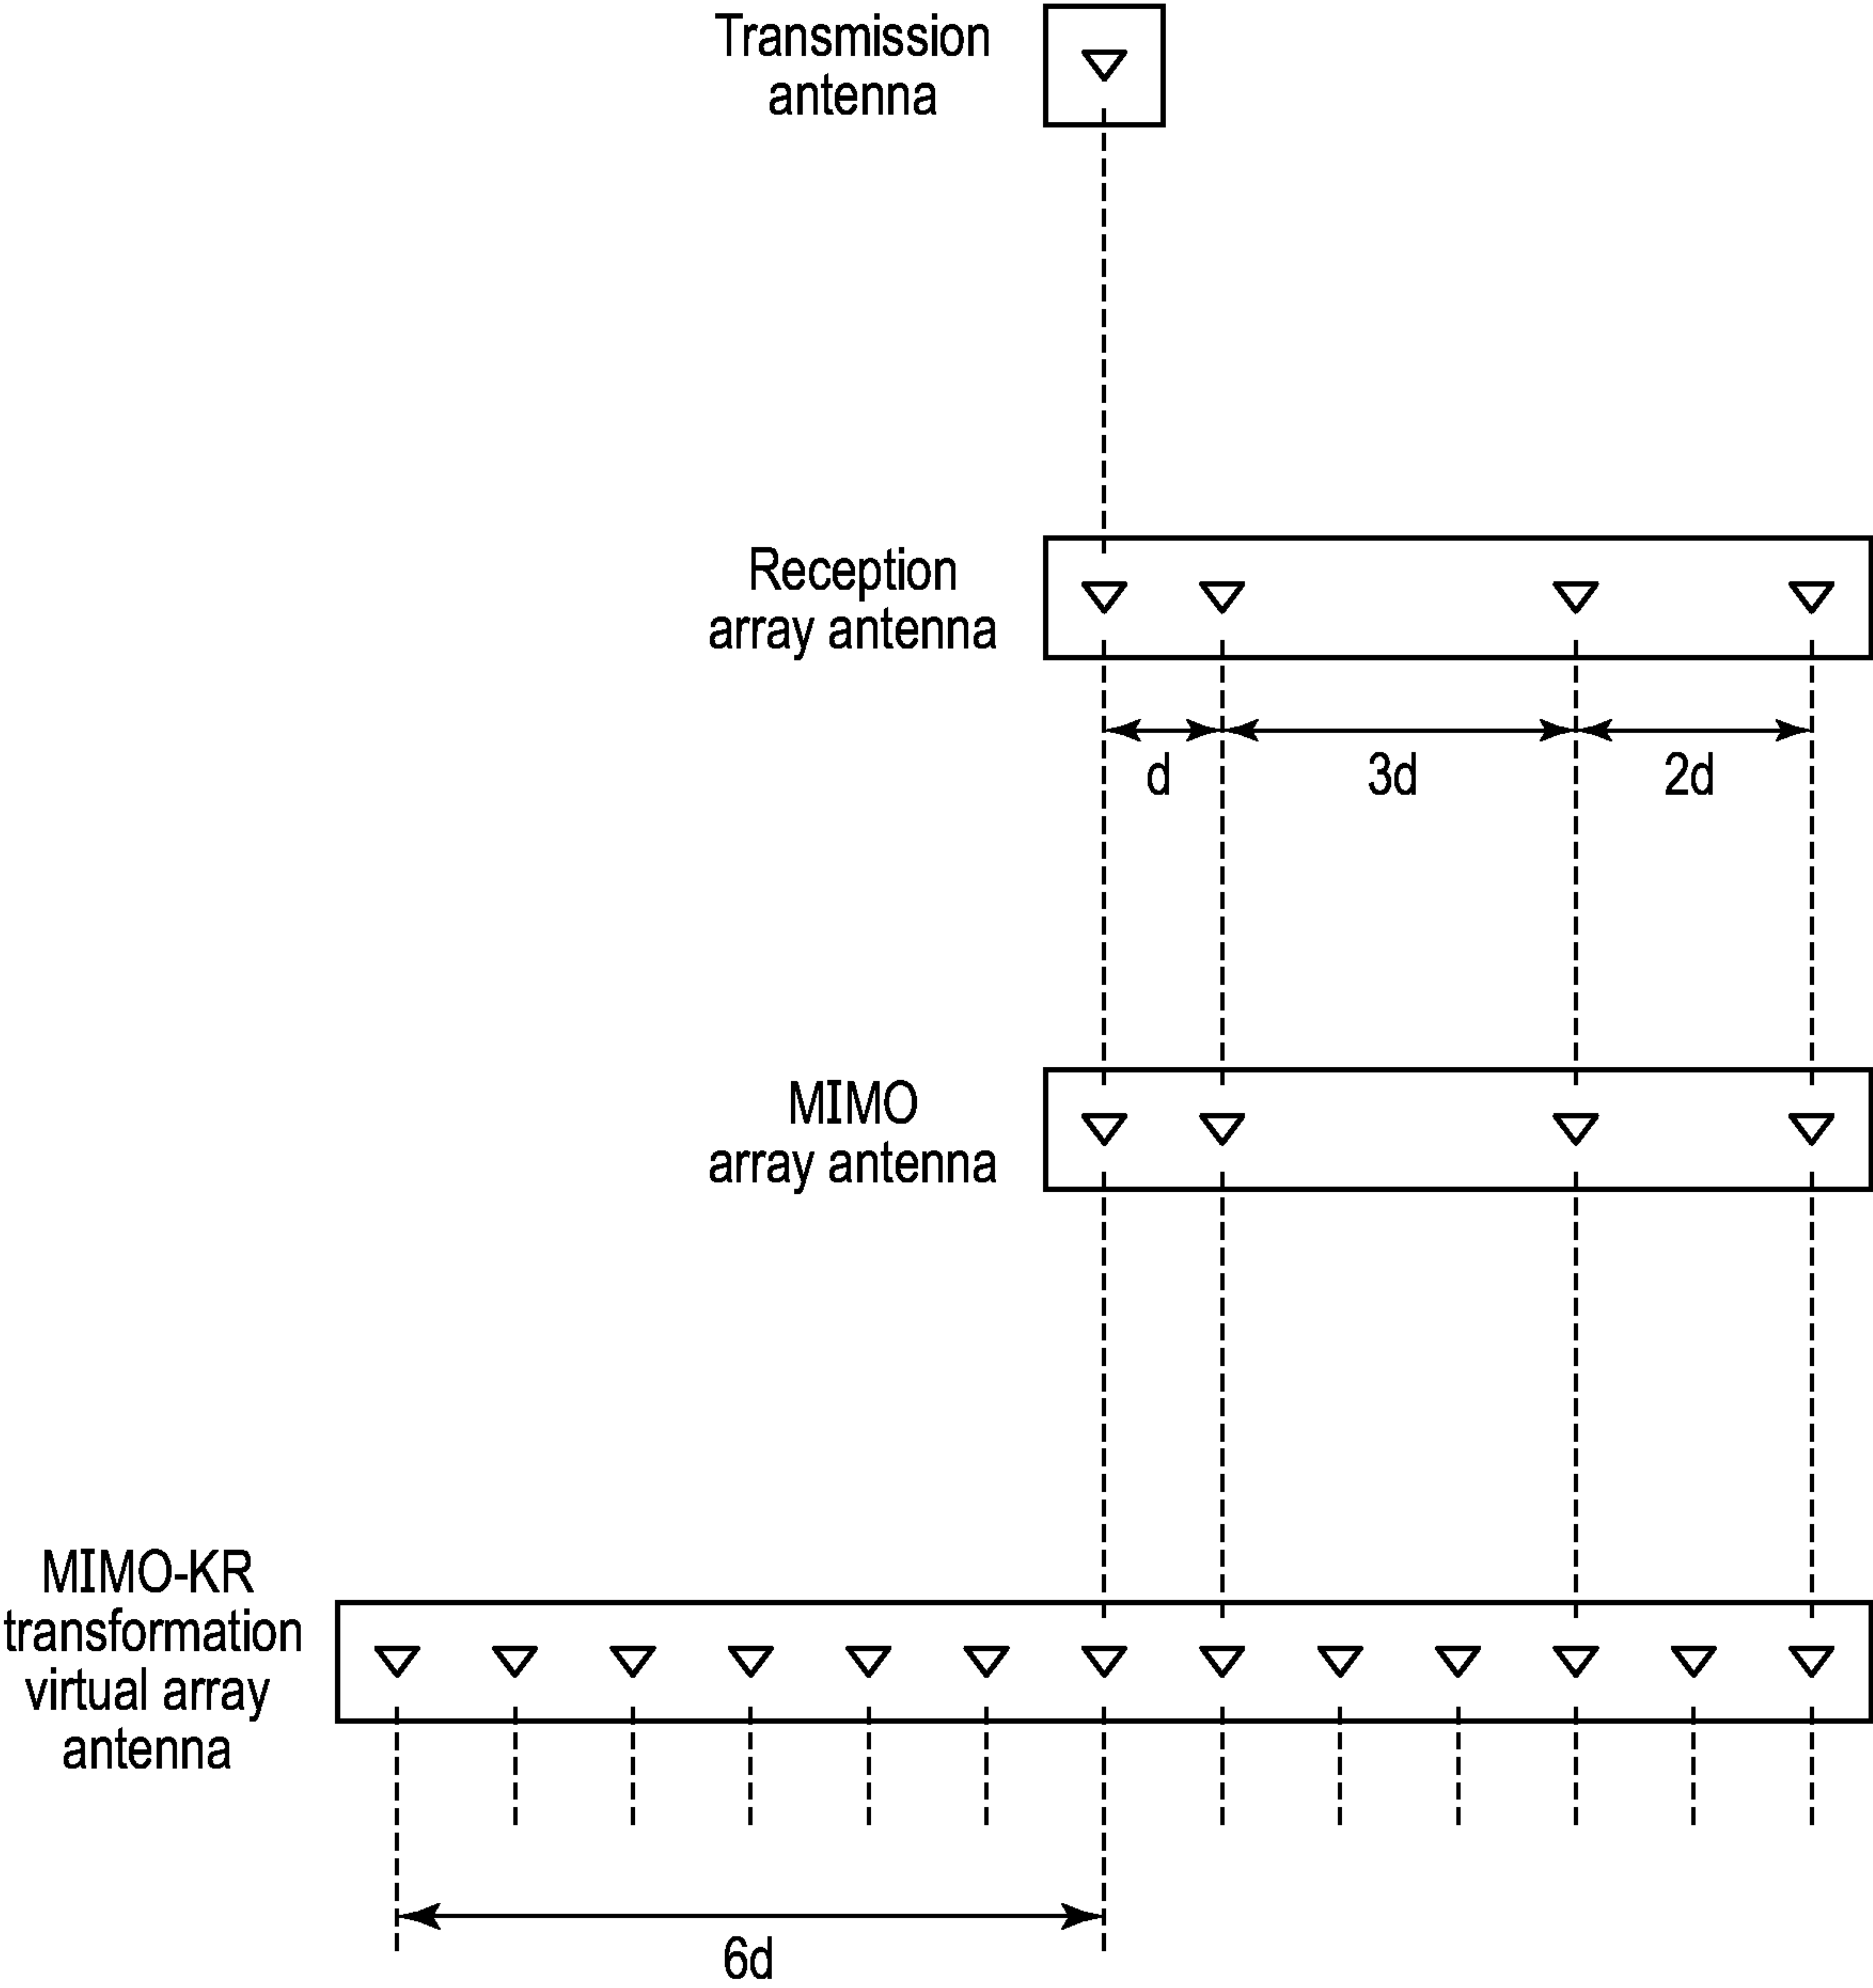 Transmission
antenna
Reception
array antenna
d
3d
2d
MIMO
array antenna
MIMO-KR
transformation
virtual array
antenna
6d